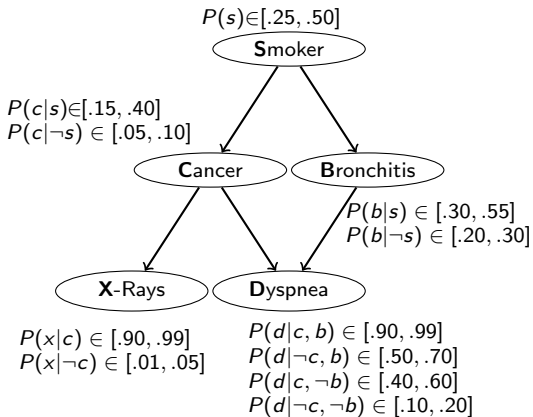 P(s)∈[.25, .50]
Smoker
P(c|s)∈[.15, .40]
P(c|¬s) ∈ [.05, .10]
Cancer
Bronchitis
P(b|s) ∈ [.30, .55]
P(b|¬s) ∈ [.20, .30]
X-Rays
Dyspnea
P(x|c) ∈ [.90, .99]
P(x|¬c) ∈ [.01, .05]
P(d|c, b) ∈ [.90, .99]
P(d|¬c, b) ∈ [.50, .70]
P(d|c, ¬b) ∈ [.40, .60]
P(d|¬c, ¬b) ∈ [.10, .20]